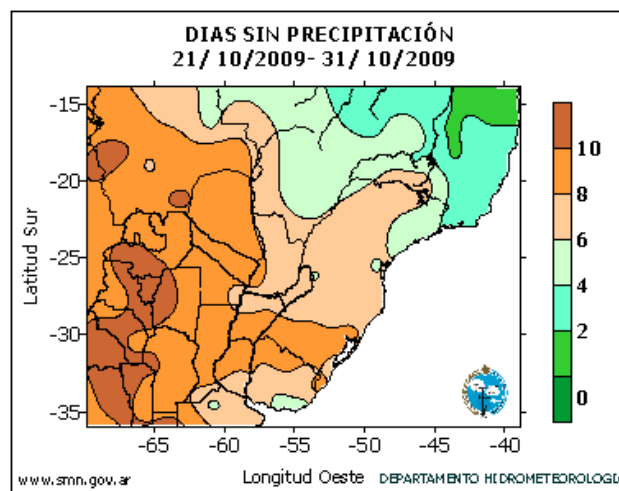 DIAS SIN PRECIPITACIÓN
21/ 10/2009- 31/ 10/2009
-15
-20
-25
-30
-35
Latitud Sur
-65
-60
-55
-50
-45
-40
Longitud Oeste
10
8
6
4
2
0
www.smn.gov.ar
DEPARTAMENTO HIDROMETEOROLOGI